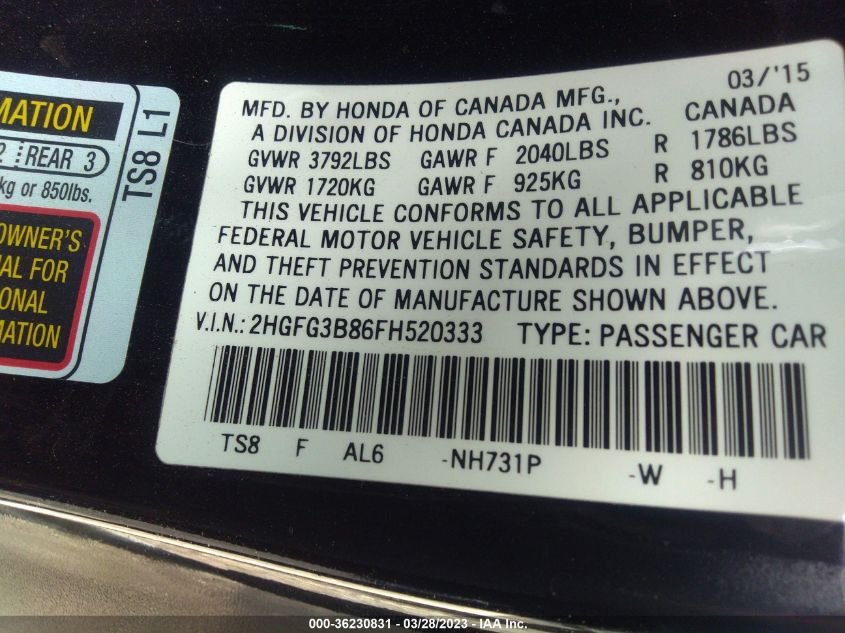 MATION
2 REAR 3
kg or 850lbs.
OWNER'S
AL FOR
ONAL
MATION
TS8 L1
03/'15
MFD. BY HONDA OF CANADA MFG., CANADA
A DIVISION OF HONDA CANADA INC.
GVWR 3792LBS GAWR F 2040LBS R 1786LBS
GVWR 1720KG GAWR F 925KG R 810KG
THIS VEHICLE CONFORMS TO ALL APPLICABLE
FEDERAL MOTOR VEHICLE SAFETY, BUMPER,
AND THEFT PREVENTION STANDARDS IN EFFECT
ON THE DATE OF MANUFACTURE SHOWN ABOVE.
V.I.N.: 2HGFG3B86FH520333 TYPE: PASSENGER CAR
TS8 F AL6 -NH731P -W -H
000-36230831 - 03/28/2023 - IAA Inc.